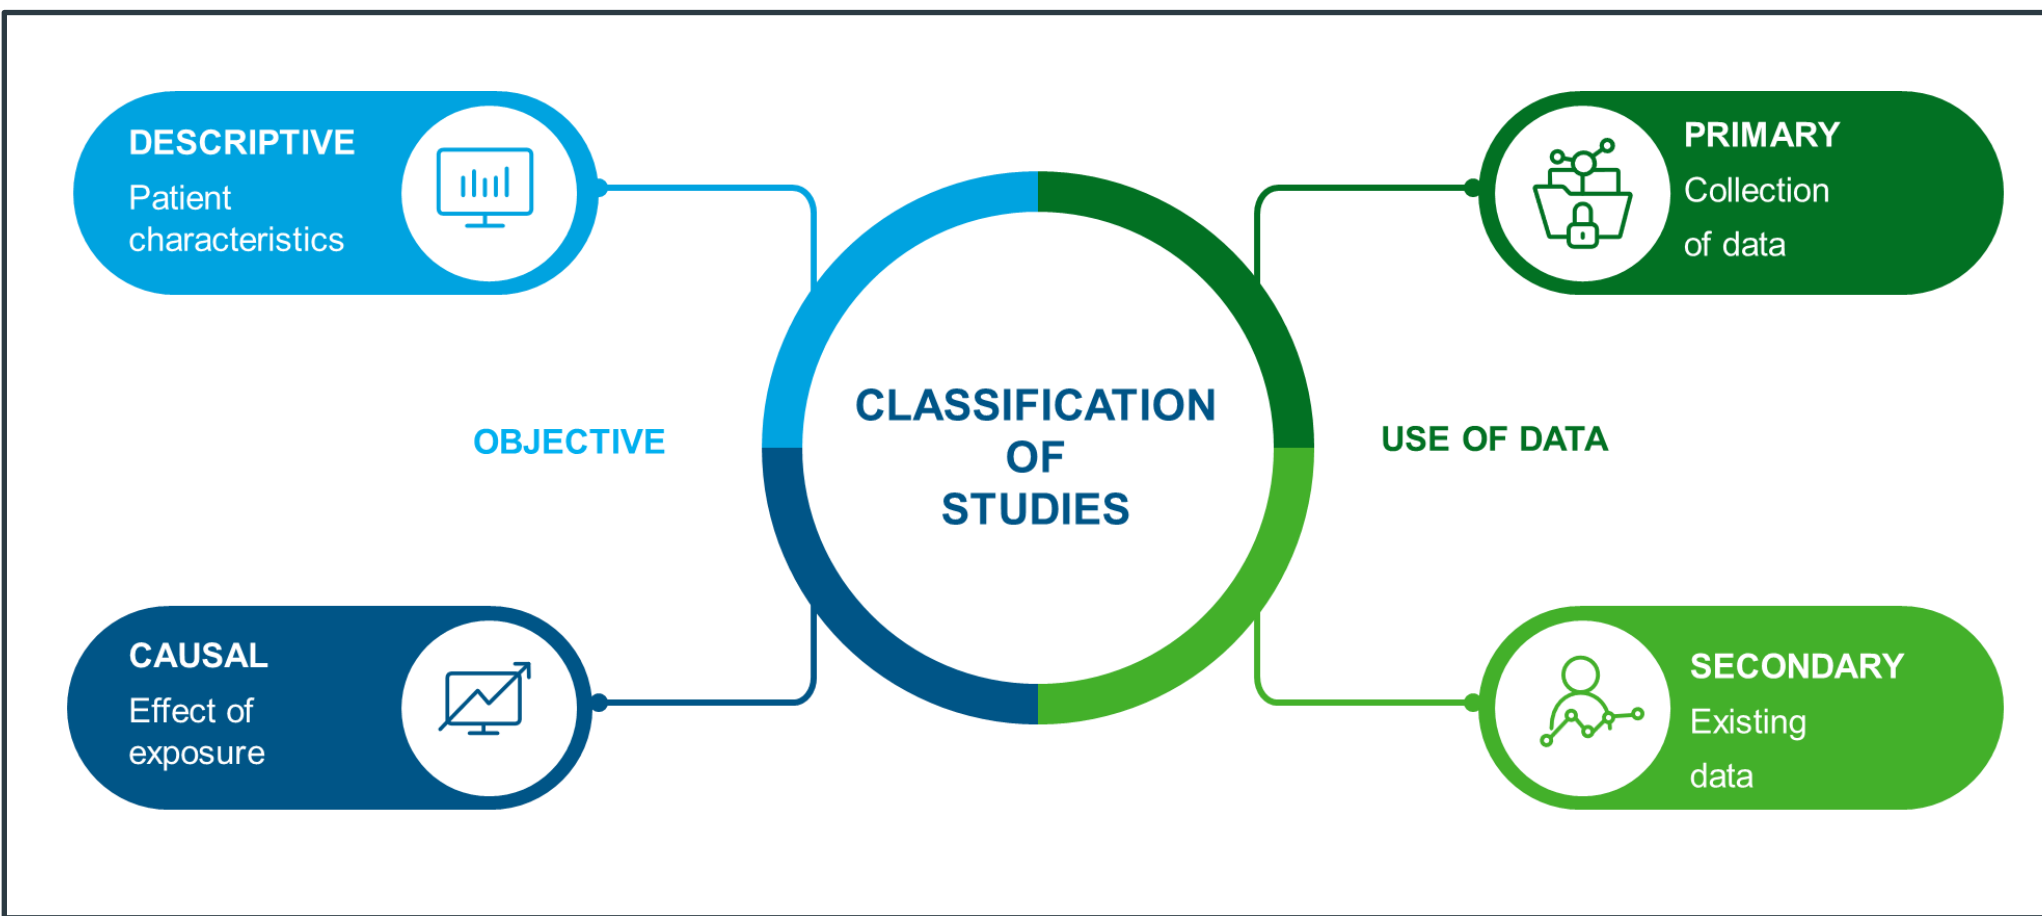 DESCRIPTIVE
Patient
characteristics
OBJECTIVE
CAUSAL
Effect of
exposure
CLASSIFICATION
OF
STUDIES
PRIMARY
Collection
of data
USE OF DATA
SECONDARY
Existing
data